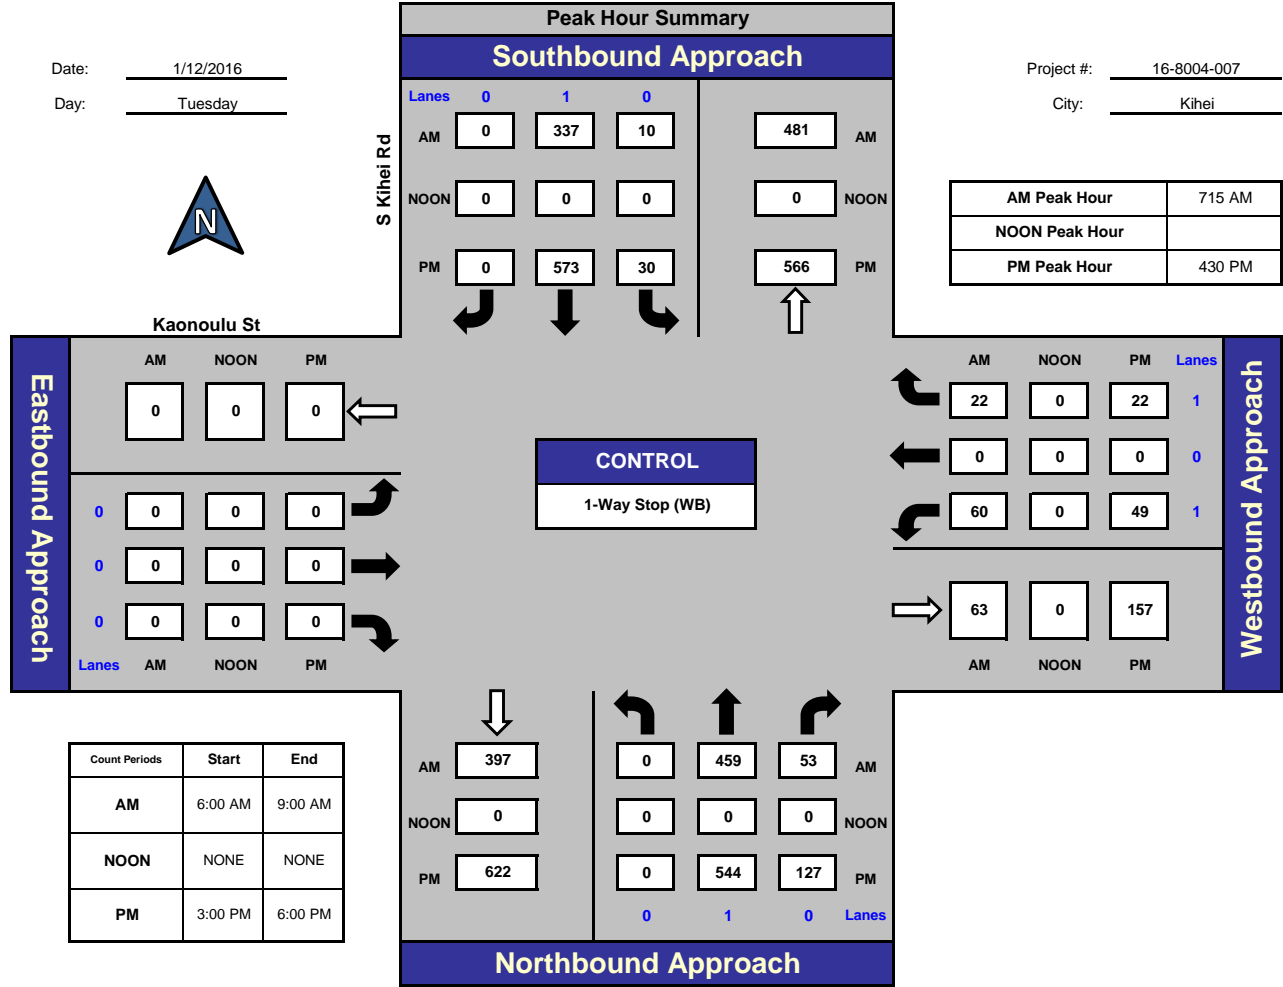 Peak Hour Summary
Southbound Approach
Date: 1/12/2016
Project #: 16-8004-007
Day: Tuesday
City: Kihei
Lanes 0 1 0
S Kihei Rd
AM 0 337 10 481 AM
NOON 0 0 0 0 NOON
PM 0 573 30 566 PM
N
AM Peak Hour 715 AM
NOON Peak Hour
PM Peak Hour 430 PM
Kaonoulu St
Eastbound Approach
AM NOON PM
0 0 0
0 0 0 0
0 0 0 0
0 0 0 0
Lanes AM NOON PM
CONTROL
1-Way Stop (WB)
AM NOON PM Lanes
22 0 22 1
0 0 0 0
60 0 49 1
63 0 157
AM NOON PM
Westbound Approach
Count Periods Start End
AM 6:00 AM 9:00 AM
NOON NONE NONE
PM 3:00 PM 6:00 PM
AM 397 0 459 53 AM
NOON 0 0 0 0 NOON
PM 622 0 544 127 PM
0 1 0 Lanes
Northbound Approach